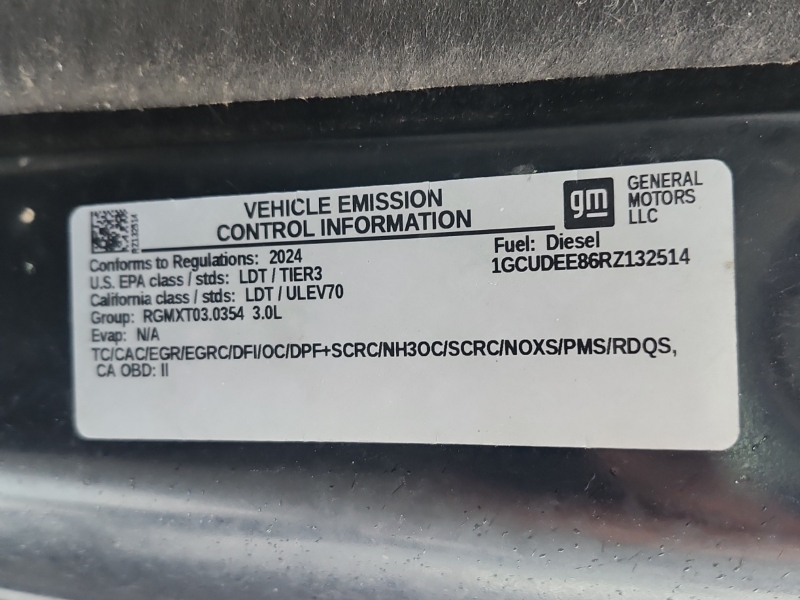 VEHICLE EMISSION
CONTROL INFORMATION
gm
GENERAL
MOTORS
LLC
RZ132514
Conforms to Regulations: 2024
U.S. EPA class / stds: LDT / TIER3
California class / stds: LDT / ULEV70
Group: RGMXT03.0354 3.0L
Evap: N/A
Fuel: Diesel
1GCUDEE86RZ132514
TC/CAC/EGR/EGRC/DFI/OC/DPF+SCRC/NH3OC/SCRC/NOXS/PMS/RDQS,
CA OBD: II